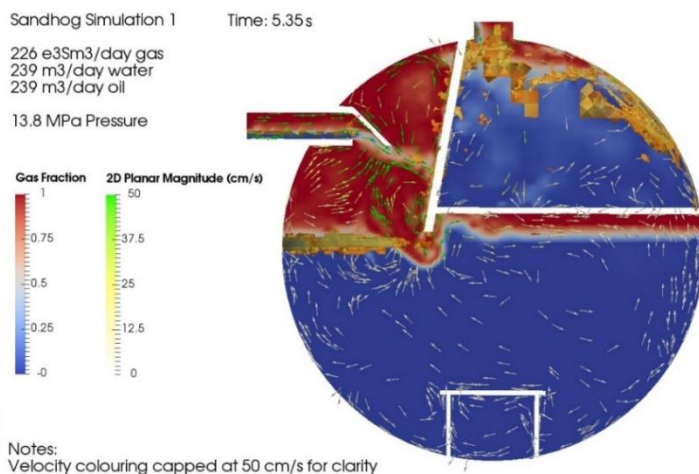 Sandhog Simulation 1
Time: 5.35 s
226 e3Sm3/day gas
239 m3/day water
239 m3/day oil
13.8 MPa Pressure
Gas Fraction
2D Planar Magnitude (cm/s)
1
0.75
0.5
0.25
-0
50
37.5
25
12.5
0
Notes:
Velocity colouring capped at 50 cm/s for clarity